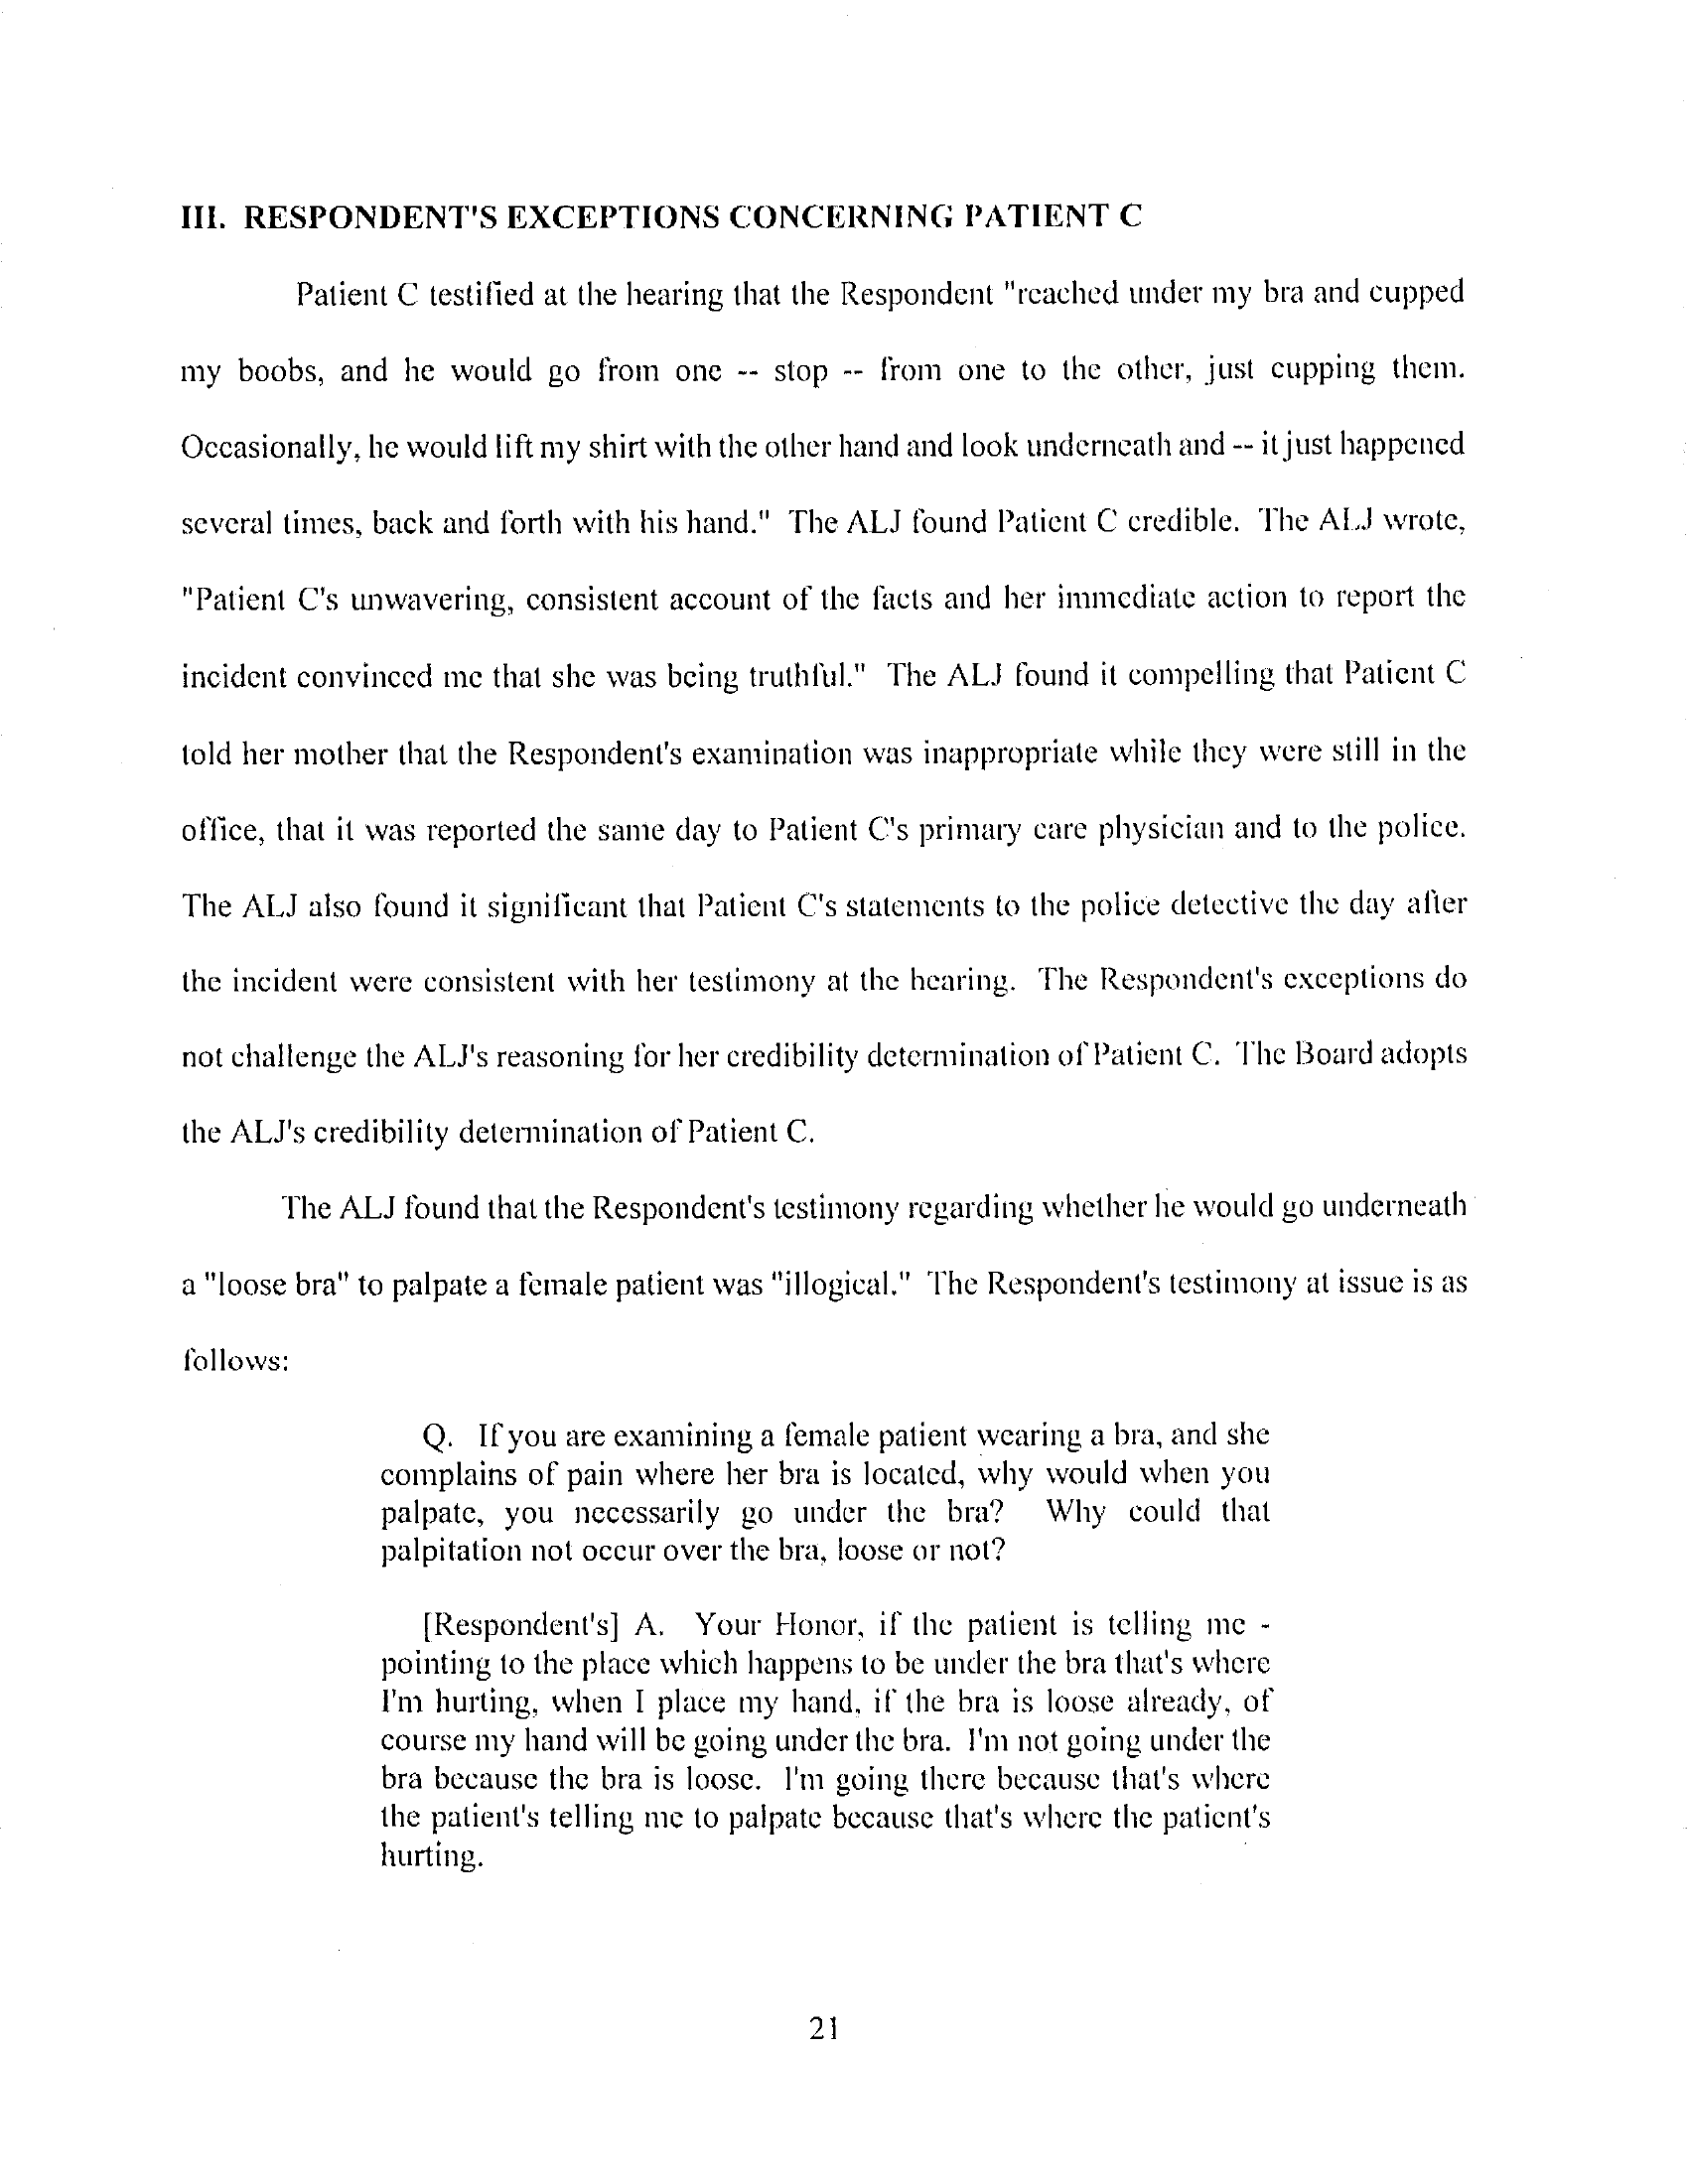 III. RESPONDENT'S EXCEPTIONS CONCERNING PATIENT C
Patient C testified at the hearing that the Respondent "reached under my bra and cupped
my boobs, and he would go from one -- stop -- from one to the other, just cupping them.
Occasionally, he would lift my shirt with the other hand and look underneath and -- it just happened
several times, back and forth with his hand." The ALJ found Patient C credible. The ALJ wrote,
"Patient C's unwavering, consistent account of the facts and her immediate action to report the
incident convinced me that she was being truthful." The ALJ found it compelling that Patient C
told her mother that the Respondent's examination was inappropriate while they were still in the
office, that it was reported the same day to Patient C's primary care physician and to the police.
The ALJ also found it significant that Patient C's statements to the police detective the day after
the incident were consistent with her testimony at the hearing. The Respondent's exceptions do
not challenge the ALJ's reasoning for her credibility determination of Patient C. The Board adopts
the ALJ's credibility determination of Patient C.
The ALJ found that the Respondent's testimony regarding whether he would go underneath
a "loose bra" to palpate a female patient was "illogical." The Respondent's testimony at issue is as
follows:
Q. If you are examining a female patient wearing a bra, and she
complains of pain where her bra is located, why would when you
palpate, you necessarily go under the bra? Why could that
palpitation not occur over the bra, loose or not?
[Respondent's] A. Your Honor, if the patient is telling me -
pointing to the place which happens to be under the bra that's where
I'm hurting, when I place my hand, if the bra is loose already, of
course my hand will be going under the bra. I'm not going under the
bra because the bra is loose. I'm going there because that's where
the patient's telling me to palpate because that's where the patient's
hurting.
21